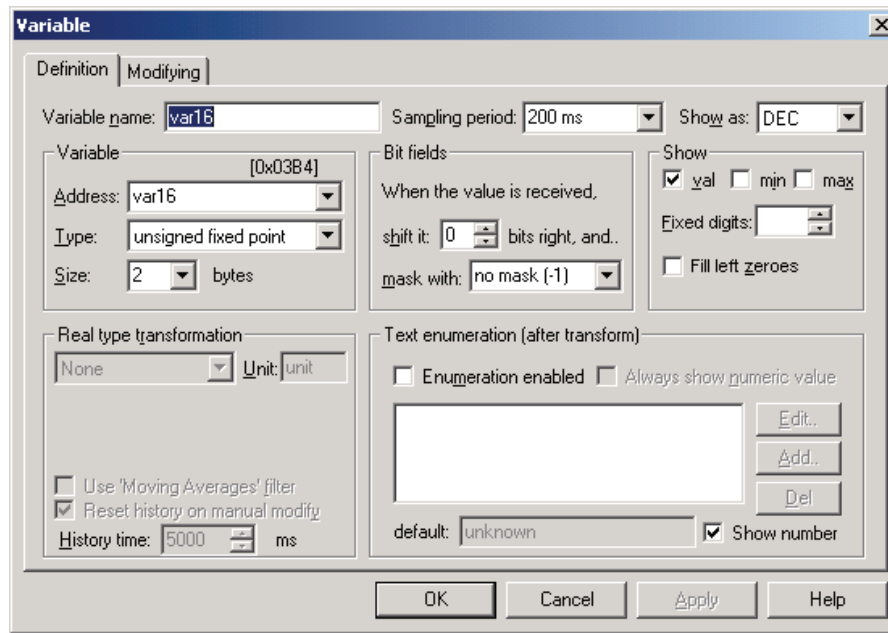 Variable
Definition Modifying
Variable name: var16 Sampling period: 200 ms Show as: DEC
Variable
[0x03B4]
Address: var16
Type: unsigned fixed point
Size: 2 bytes
Bit fields
When the value is received,
shift it: 0 bits right, and..
mask with: no mask (-1)
Show
val min max
Fixed digits:
Fill left zeroes
Real type transformation
None Unit: unit
Use 'Moving Averages' filter
Reset history on manual modify
History time: 5000 ms
Text enumeration (after transform)
Enumeration enabled Always show numeric value
Edit..
Add..
Del
default: unknown Show number
OK Cancel Apply Help